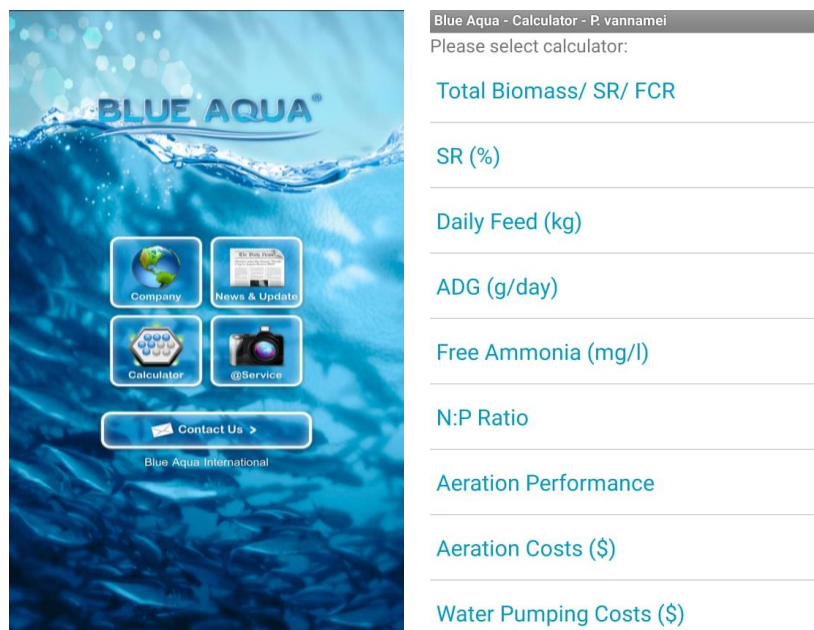 BLUE AQUA®
Company
News & Update
Calculator
@Service
Contact Us >
Blue Aqua International
Blue Aqua - Calculator - P. vannamei
Please select calculator:
Total Biomass/ SR/ FCR
SR (%)
Daily Feed (kg)
ADG (g/day)
Free Ammonia (mg/l)
N:P Ratio
Aeration Performance
Aeration Costs ($)
Water Pumping Costs ($)